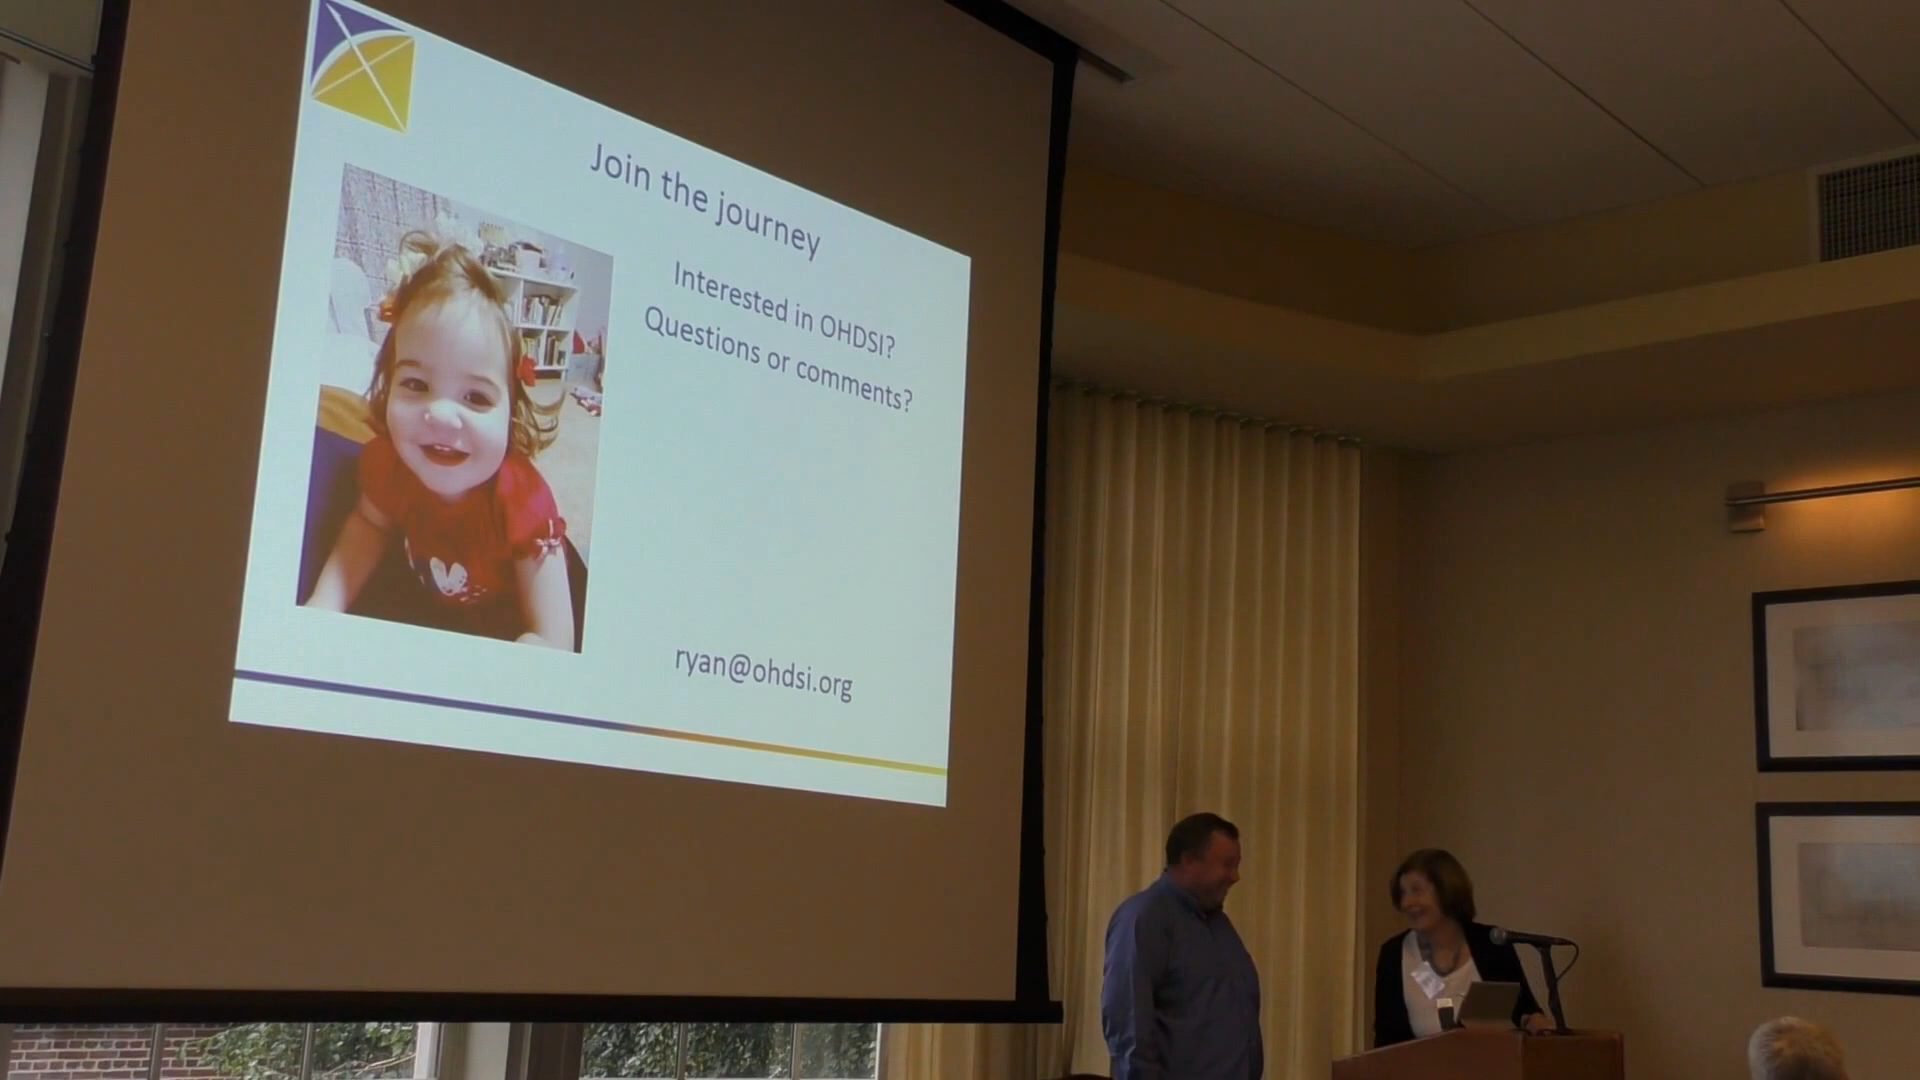 Join the journey
Interested in OHDSI?
Questions or comments?
ryan@ohdsi.org